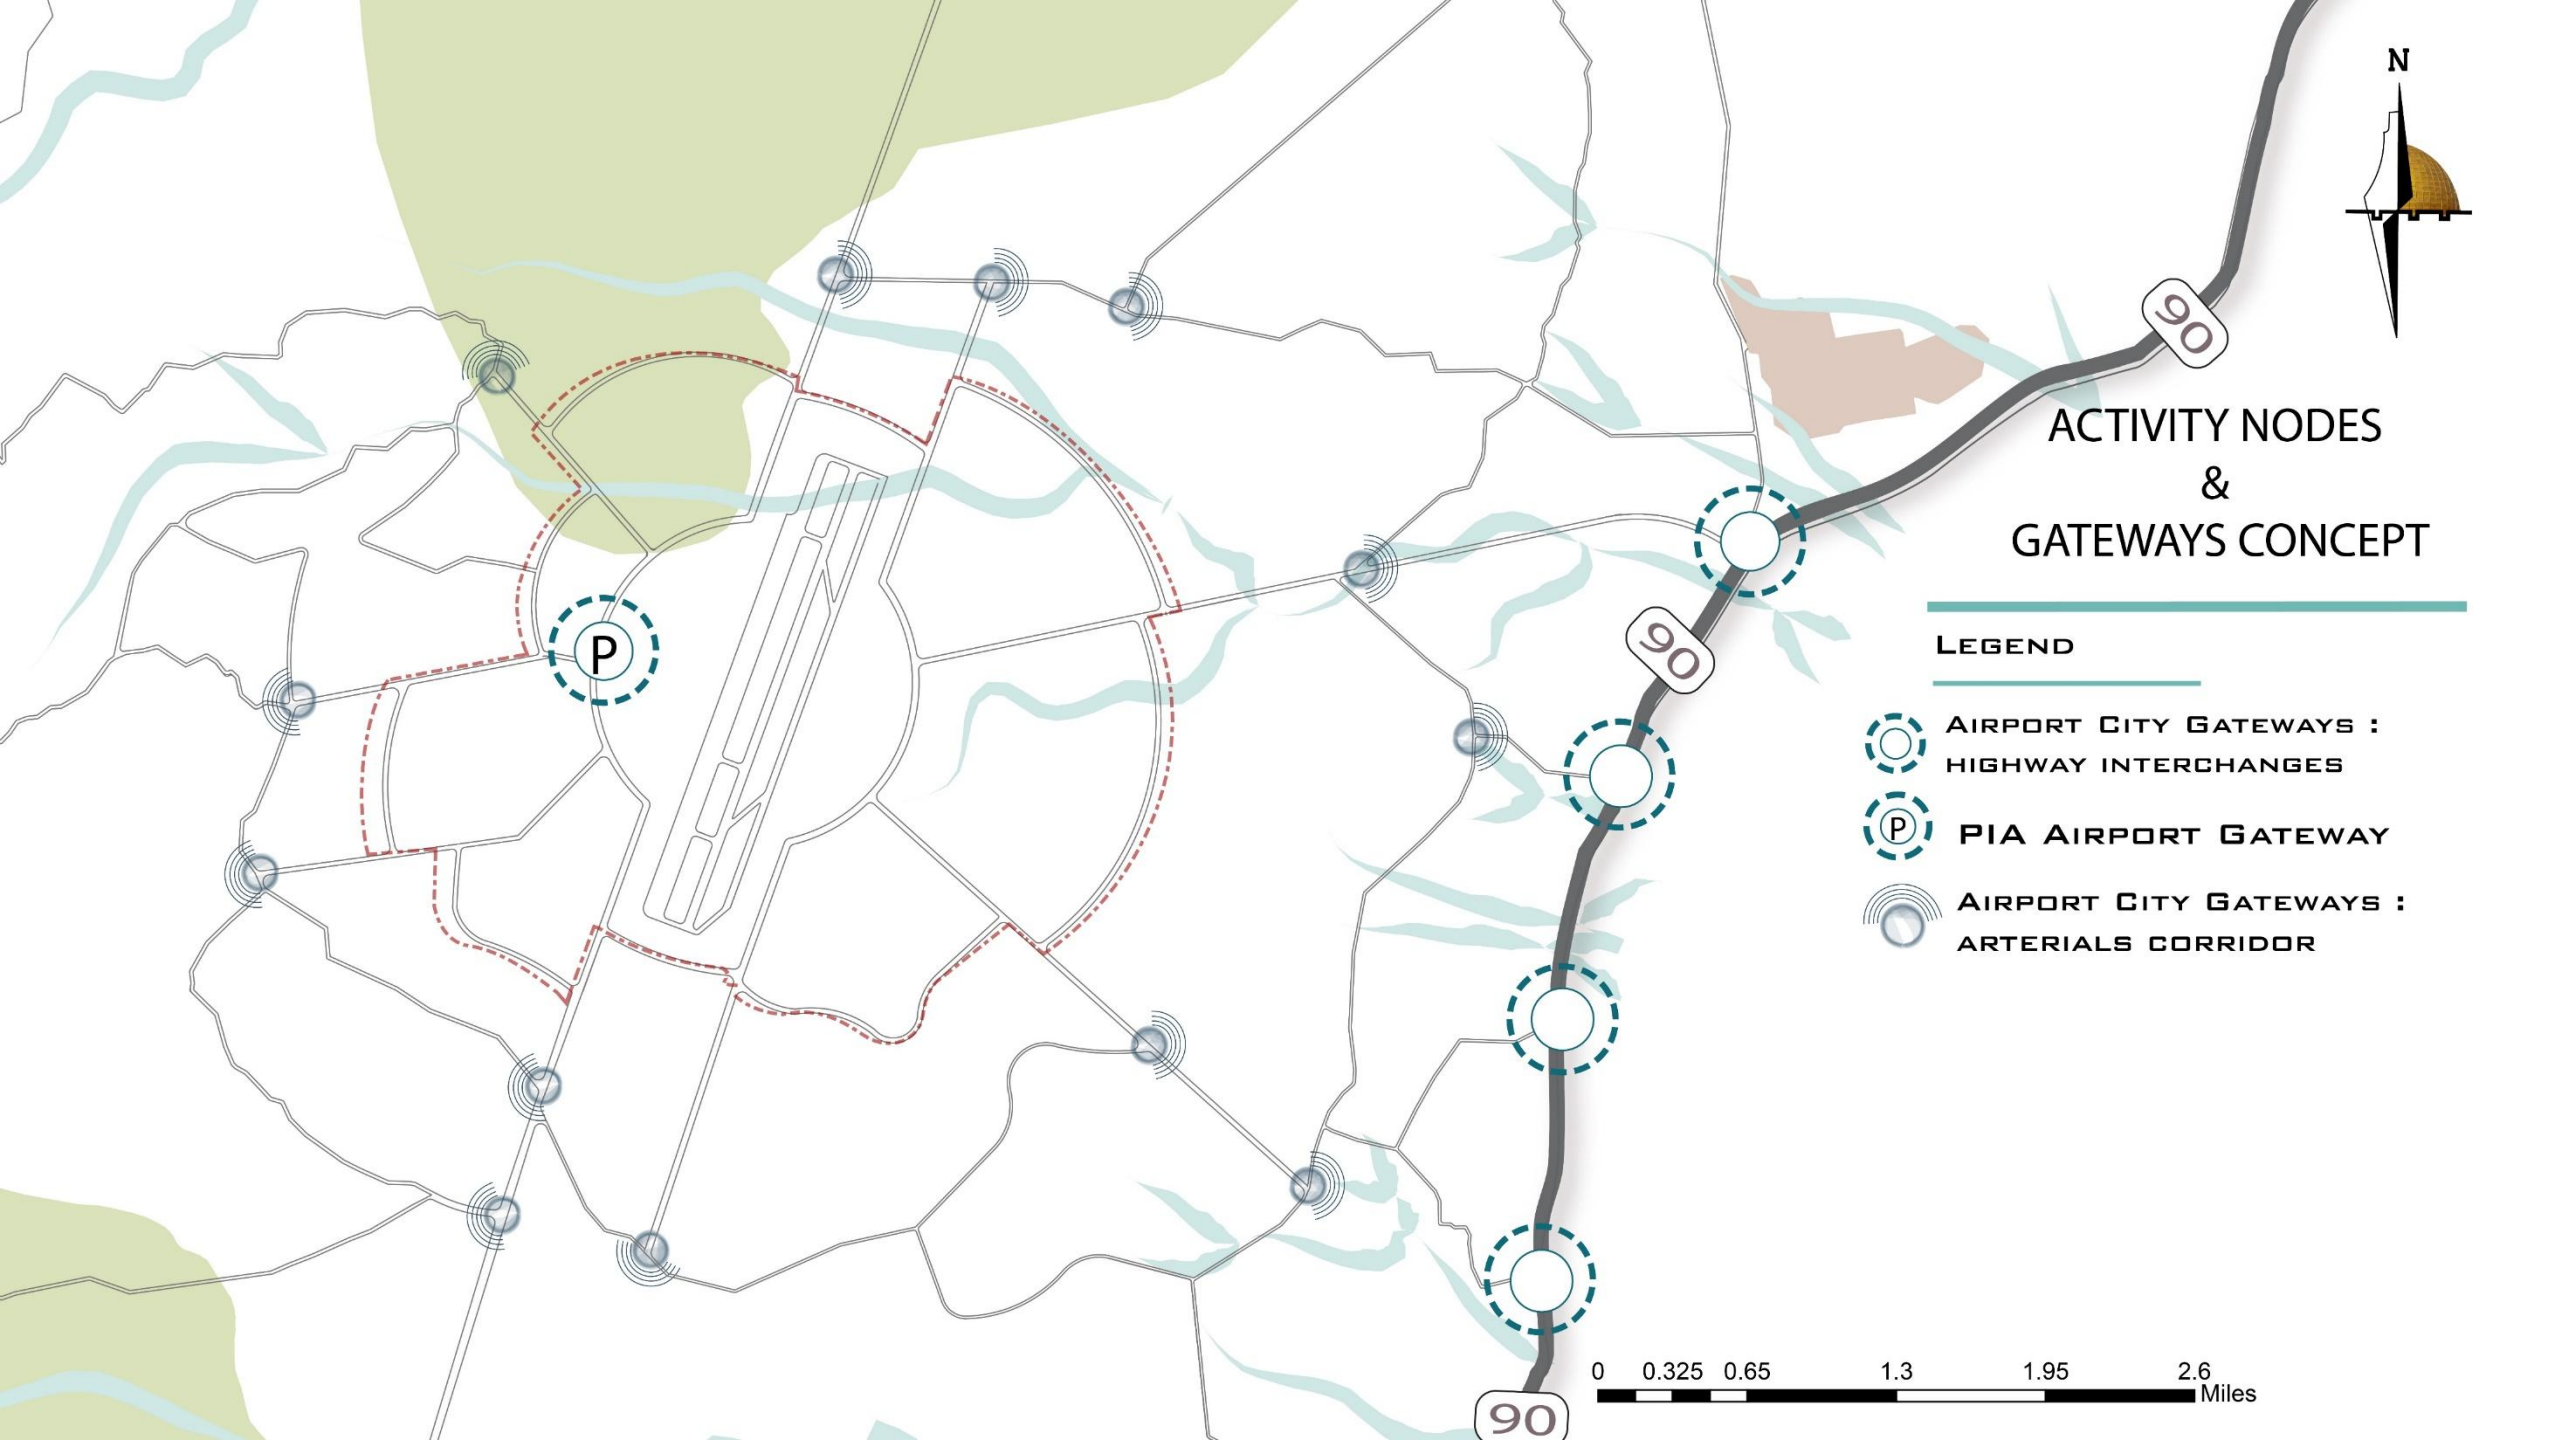 N
90
ACTIVITY NODES
&
GATEWAYS CONCEPT
90
LEGEND
AIRPORT CITY GATEWAYS :
HIGHWAY INTERCHANGES
P
P
PIA AIRPORT GATEWAY
AIRPORT CITY GATEWAYS :
ARTERIALS CORRIDOR
0 0.325 0.65 1.3 1.95 2.6
Miles
90